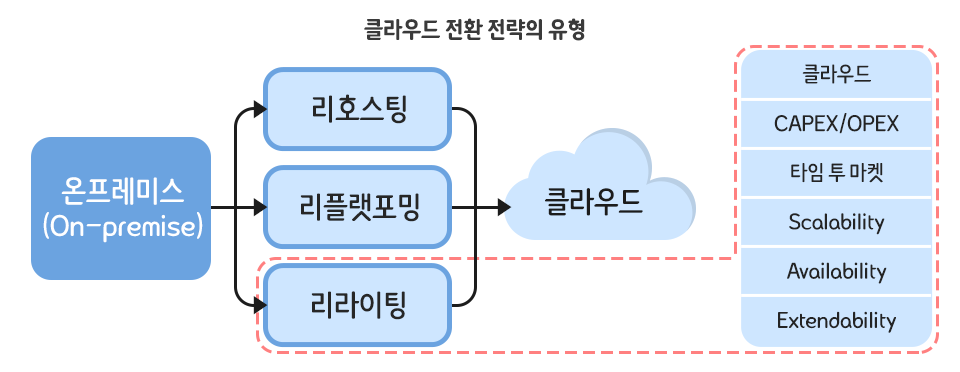 클라우드 전환 전략의 유형
온프레미스
(On-premise)
리호스팅
리플랫포밍
리라이팅
클라우드
클라우드
CAPEX/OPEX
타임 투 마켓
Scalability
Availability
Extendability